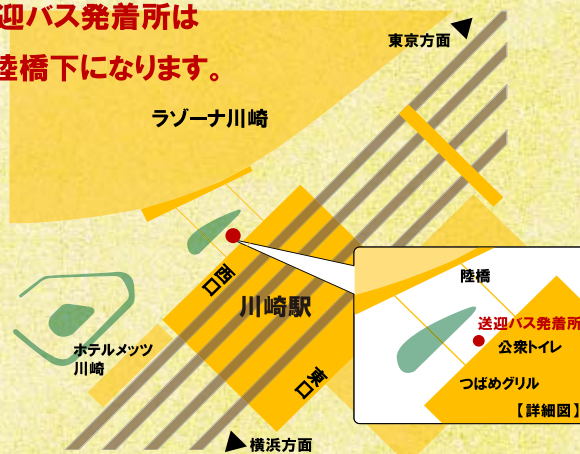 迎バス発着所は
陸橋下になります。
東京方面
ラゾーナ川崎
西口
川崎駅
東口
ホテルメッツ
川崎
横浜方面
陸橋
送迎バス発着所
公衆トイレ
つばめグリル
【詳細図】